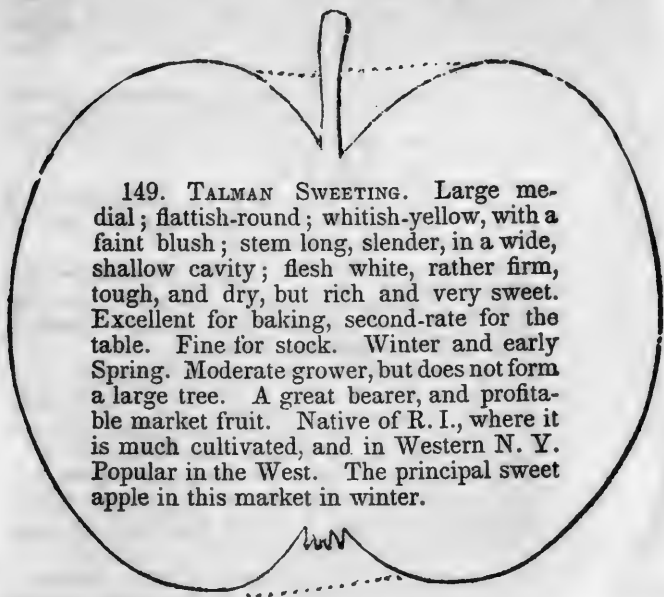 149. TALMAN SWEETING. Large me-
dial; flattish-round; whitish-yellow, with a
faint blush; stem long, slender, in a wide,
shallow cavity; flesh white, rather firm,
tough, and dry, but rich and very sweet.
Excellent for baking, second-rate for the
table. Fine for stock. Winter and early
Spring. Moderate grower, but does not form
a large tree. A great bearer, and profita-
ble market fruit. Native of R. I., where it
is much cultivated, and in Western N. Y.
Popular in the West. The principal sweet
apple in this market in winter.